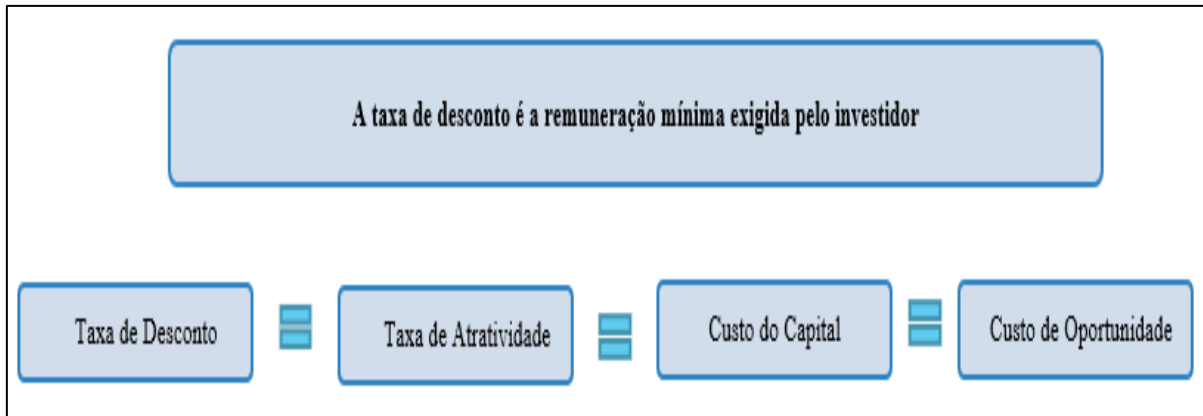 A taxa de desconto é a remuneração mínima exigida pelo investidor
Taxa de Desconto
Taxa de Atratividade
Custo do Capital
Custo de Oportunidade